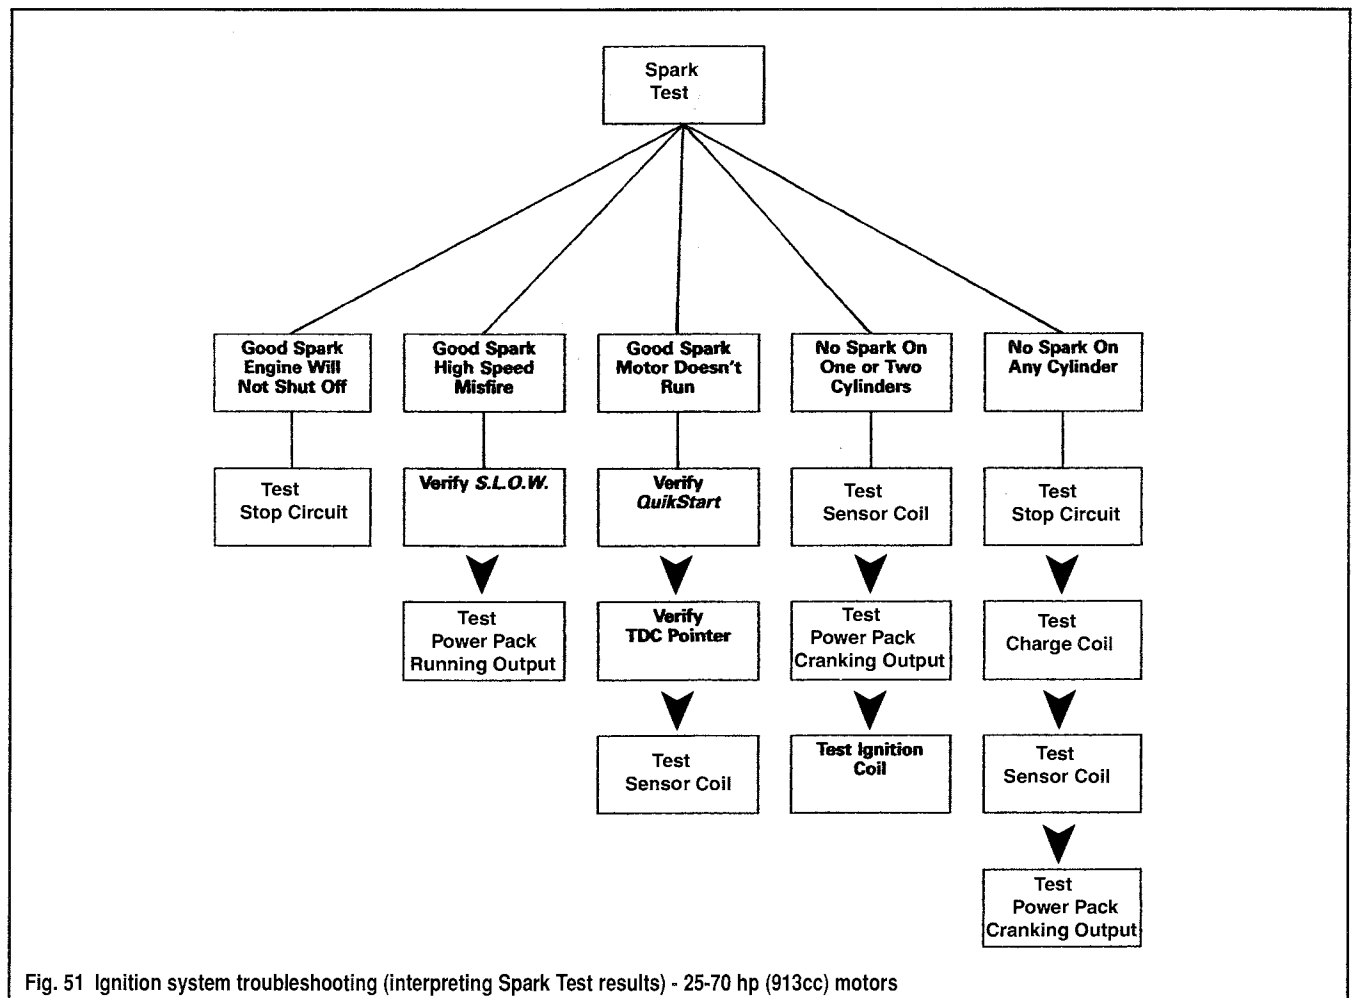 Spark
Test
Good Spark
Engine Will
Not Shut Off
Good Spark
High Speed
Misfire
Good Spark
Motor Doesn't
Run
No Spark On
One or Two
Cylinders
No Spark On
Any Cylinder
Test
Stop Circuit
Verify S.L.O.W.
Verify
QuikStart
Test
Sensor Coil
Test
Stop Circuit
Test
Power Pack
Running Output
Verify
TDC Pointer
Test
Power Pack
Cranking Output
Test
Charge Coil
Test
Sensor Coil
Test Ignition
Coil
Test
Sensor Coil
Test
Power Pack
Cranking Output
Fig. 51 Ignition system troubleshooting (interpreting Spark Test results) - 25-70 hp (913cc) motors